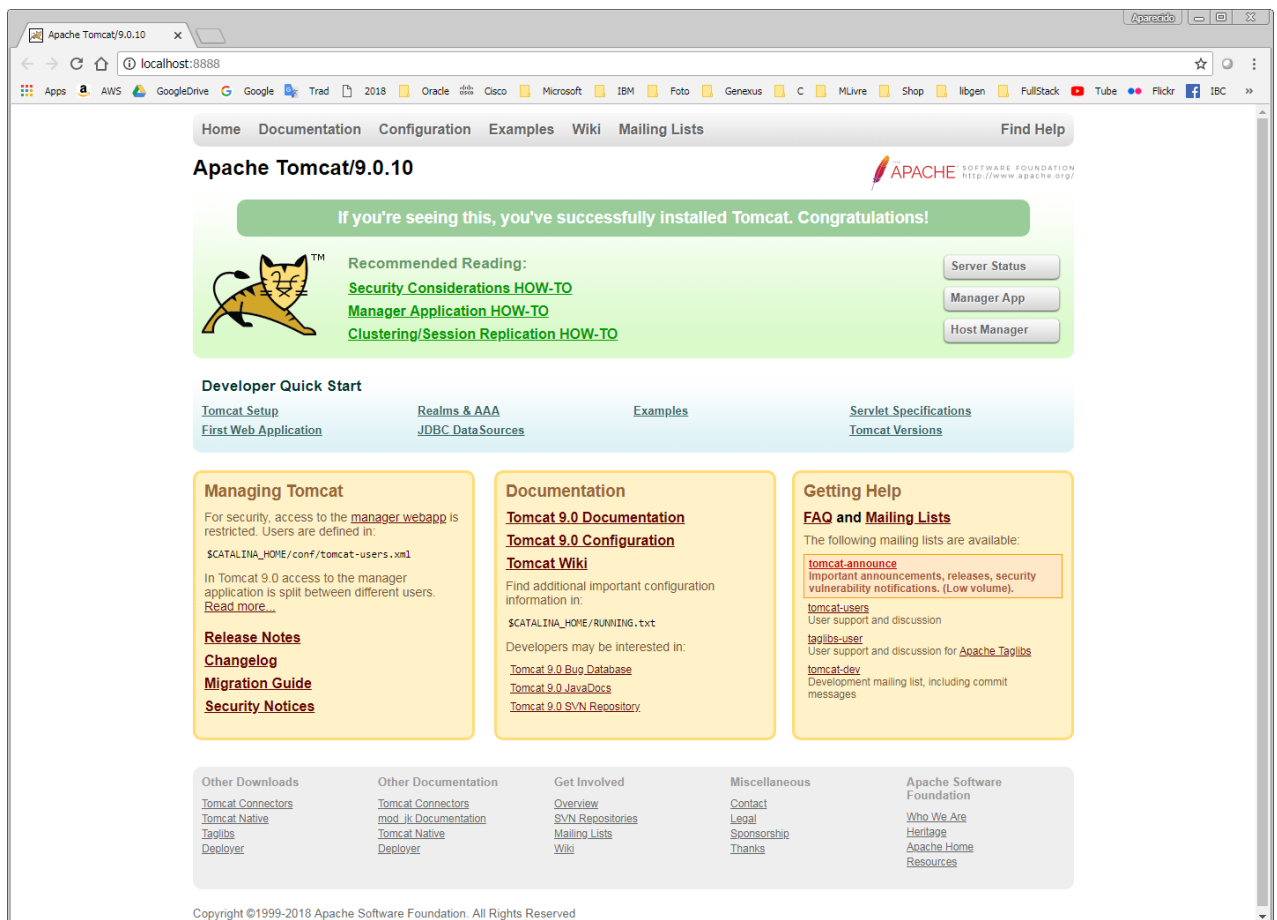 Aparecido
Apache Tomcat/9.0.10
localhost:8888
Apps AWS GoogleDrive Google Trad 2018 Oracle Cisco Microsoft IBM Foto Genexus C MLivre Shop libgen FullStack Tube Flickr IBC »
Home Documentation Configuration Examples Wiki Mailing Lists Find Help
Apache Tomcat/9.0.10
APACHE SOFTWARE FOUNDATION
http://www.apache.org/
If you're seeing this, you've successfully installed Tomcat. Congratulations!
TM
Recommended Reading:
Security Considerations HOW-TO
Manager Application HOW-TO
Clustering/Session Replication HOW-TO
Server Status
Manager App
Host Manager
Developer Quick Start
Tomcat Setup
First Web Application
Realms & AAA
JDBC DataSources
Examples
Servlet Specifications
Tomcat Versions
Managing Tomcat
For security, access to the manager webapp is
restricted. Users are defined in:
$CATALINA_HOME/conf/tomcat-users.xml
In Tomcat 9.0 access to the manager
application is split between different users.
Read more...
Release Notes
Changelog
Migration Guide
Security Notices
Documentation
Tomcat 9.0 Documentation
Tomcat 9.0 Configuration
Tomcat Wiki
Find additional important configuration
information in:
$CATALINA_HOME/RUNNING.txt
Developers may be interested in:
Tomcat 9.0 Bug Database
Tomcat 9.0 JavaDocs
Tomcat 9.0 SVN Repository
Getting Help
FAQ and Mailing Lists
The following mailing lists are available:
tomcat-announce
Important announcements, releases, security
vulnerability notifications. (Low volume).
tomcat-users
User support and discussion
taglibs-user
User support and discussion for Apache Taglibs
tomcat-dev
Development mailing list, including commit
messages
Other Downloads
Tomcat Connectors
Tomcat Native
Taglibs
Deployer
Other Documentation
Tomcat Connectors
mod_jk Documentation
Tomcat Native
Deployer
Get Involved
Overview
SVN Repositories
Mailing Lists
Wiki
Miscellaneous
Contact
Legal
Sponsorship
Thanks
Apache Software
Foundation
Who We Are
Heritage
Apache Home
Resources
Copyright ©1999-2018 Apache Software Foundation. All Rights Reserved